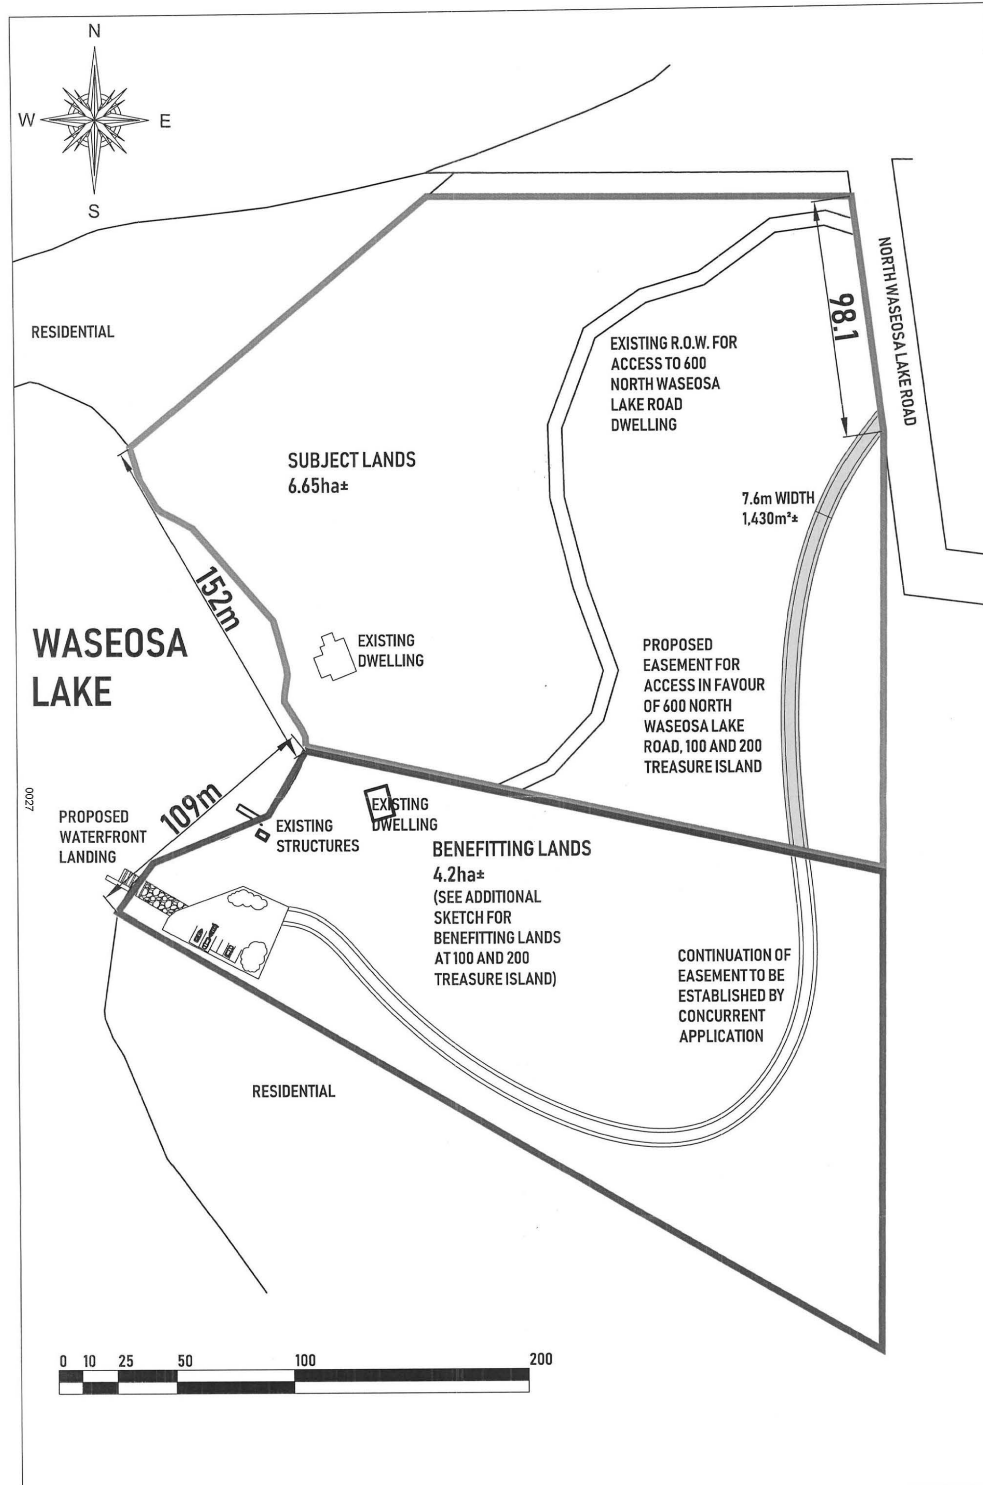 N
W E
S
RESIDENTIAL
NORTH WASEOSA LAKE ROAD
98.1
EXISTING R.O.W. FOR
ACCESS TO 600
NORTH WASEOSA
LAKE ROAD
DWELLING
SUBJECT LANDS
6.65ha±
7.6m WIDTH
1,430m²±
152m
WASEOSA
LAKE
EXISTING
DWELLING
PROPOSED
EASEMENT FOR
ACCESS IN FAVOUR
OF 600 NORTH
WASEOSA LAKE
ROAD, 100 AND 200
TREASURE ISLAND
0027
109m
PROPOSED
WATERFRONT
LANDING
EXISTING
STRUCTURES
EXISTING
DWELLING
BENEFITTING LANDS
4.2ha±
(SEE ADDITIONAL
SKETCH FOR
BENEFITTING LANDS
AT 100 AND 200
TREASURE ISLAND)
CONTINUATION OF
EASEMENT TO BE
ESTABLISHED BY
CONCURRENT
APPLICATION
RESIDENTIAL
0 10 25 50 100 200